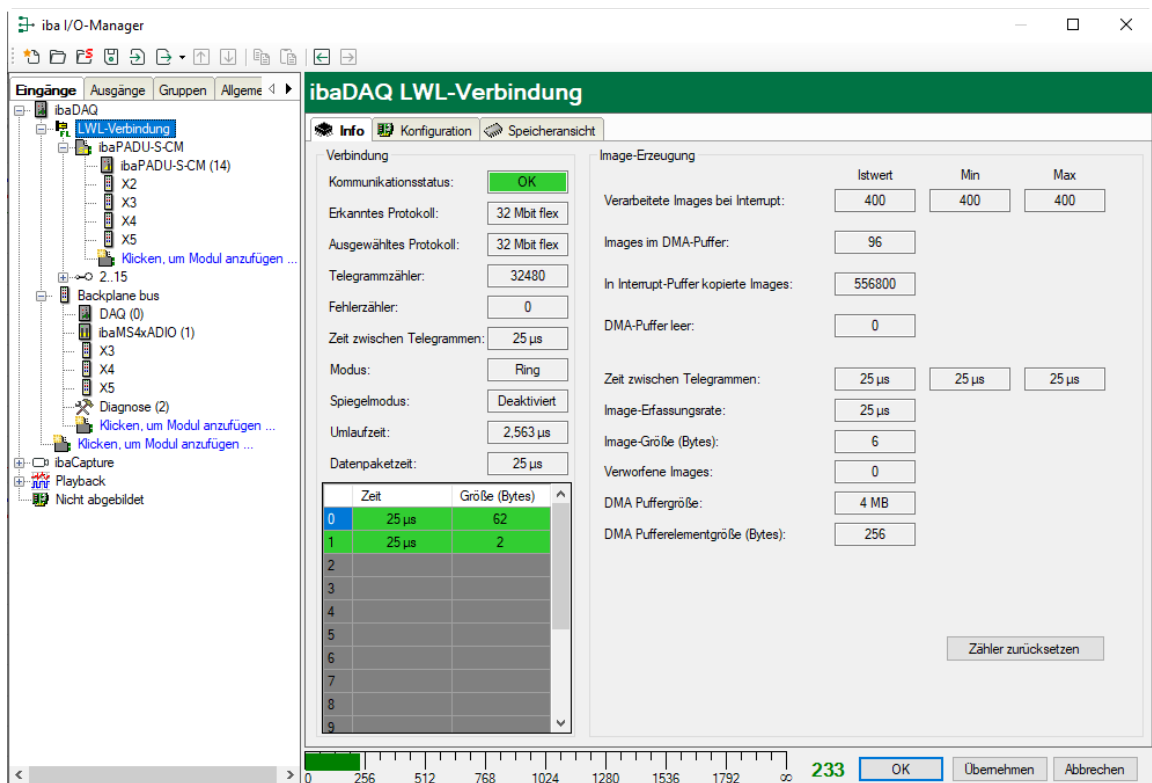 iba I/O-Manager
Eingänge Ausgänge Gruppen Allgeme
ibaDAQ
LWL-Verbindung
ibaPADU-S-CM
ibaPADU-S-CM (14)
X2
X3
X4
X5
Klicken, um Modul anzufügen ...
2..15
Backplane bus
DAQ (0)
ibaMS4xADIO (1)
X3
X4
X5
Diagnose (2)
Klicken, um Modul anzufügen ...
Klicken, um Modul anzufügen ...
ibaCapture
Playback
Nicht abgebildet
ibaDAQ LWL-Verbindung
Info Konfiguration Speicheransicht
Verbindung
Kommunikationsstatus: OK
Erkanntes Protokoll: 32 Mbit flex
Ausgewähltes Protokoll: 32 Mbit flex
Telegrammzähler: 32480
Fehlerzähler: 0
Zeit zwischen Telegrammen: 25 µs
Modus: Ring
Spiegelmodus: Deaktiviert
Umlaufzeit: 2,563 µs
Datenpaketzeit: 25 µs
Zeit Größe (Bytes)
0 25 µs 62
1 25 µs 2
2
3
4
5
6
7
8
9
Image-Erzeugung
Istwert Min Max
Verarbeitete Images bei Interrupt: 400 400 400
Images im DMA-Puffer: 96
In Interrupt-Puffer kopierte Images: 556800
DMA-Puffer leer: 0
Zeit zwischen Telegrammen: 25 µs 25 µs 25 µs
Image-Erfassungsrate: 25 µs
Image-Größe (Bytes): 6
Verworfene Images: 0
DMA Puffergröße: 4 MB
DMA Pufferelementgröße (Bytes): 256
Zähler zurücksetzen
0 256 512 768 1024 1280 1536 1792 ∞
233 OK Übernehmen Abbrechen